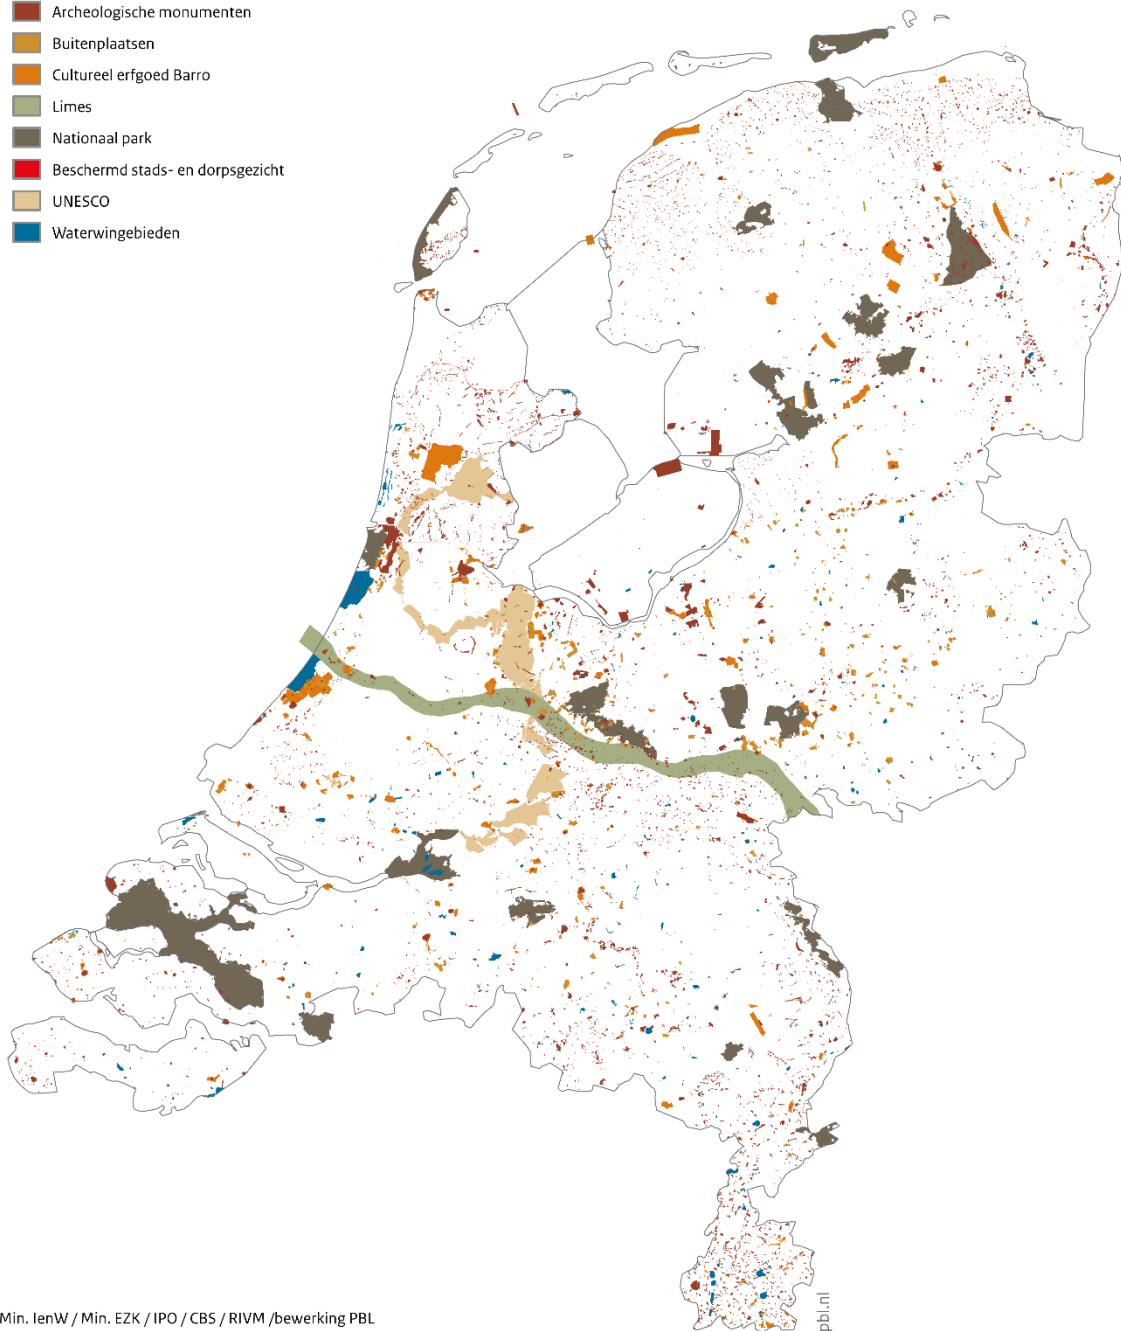 Archeologische monumenten
Buitenplaatsen
Cultureel erfgoed Barro
Limes
Nationaal park
Beschermd stads- en dorpsgezicht
UNESCO
Waterwingebieden
Min. IenW / Min. EZK / IPO / CBS / RIVM /bewerking PBL
pbl.nl